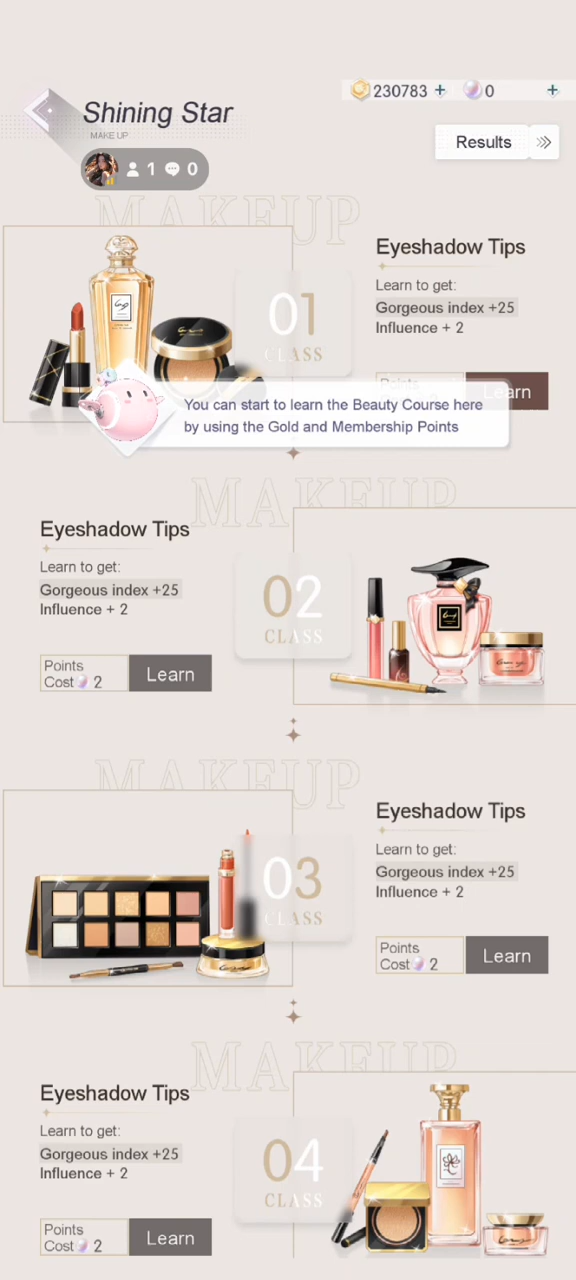 230783 + 0 +
Shining Star
MAKE UP
Results
1 0
MAKEUP
Eyeshadow Tips
Learn to get:
Gorgeous index +25
Influence + 2
01
CLASS
Points
Learn
You can start to learn the Beauty Course here
by using the Gold and Membership Points
MAKEUP
Eyeshadow Tips
Learn to get:
Gorgeous index +25
Influence + 2
02
CLASS
Points
Cost 2
Learn
MAKEUP
Eyeshadow Tips
Learn to get:
Gorgeous index +25
Influence + 2
03
CLASS
Points
Cost 2
Learn
MAKEUP
Eyeshadow Tips
Learn to get:
Gorgeous index +25
Influence + 2
04
CLASS
Points
Cost 2
Learn